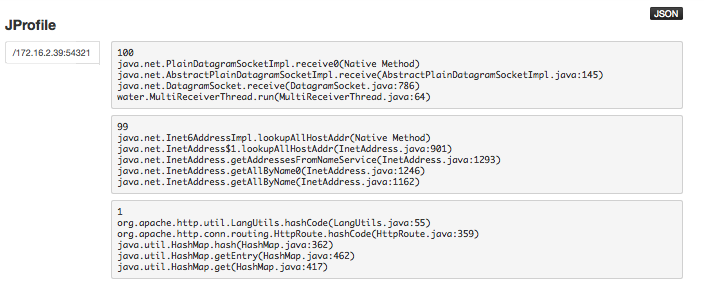 JSON
JProfile
/172.16.2.39:54321
100
java.net.PlainDatagramSocketImpl.receive0(Native Method)
java.net.AbstractPlainDatagramSocketImpl.receive(AbstractPlainDatagramSocketImpl.java:145)
java.net.DatagramSocket.receive(DatagramSocket.java:786)
water.MultiReceiverThread.run(MultiReceiverThread.java:64)
99
java.net.Inet6AddressImpl.lookupAllHostAddr(Native Method)
java.net.InetAddress$1.lookupAllHostAddr(InetAddress.java:901)
java.net.InetAddress.getAddressesFromNameService(InetAddress.java:1293)
java.net.InetAddress.getAllByName0(InetAddress.java:1246)
java.net.InetAddress.getAllByName(InetAddress.java:1162)
1
org.apache.http.util.LangUtils.hashCode(LangUtils.java:55)
org.apache.http.conn.routing.HttpRoute.hashCode(HttpRoute.java:359)
java.util.HashMap.hash(HashMap.java:362)
java.util.HashMap.getEntry(HashMap.java:462)
java.util.HashMap.get(HashMap.java:417)